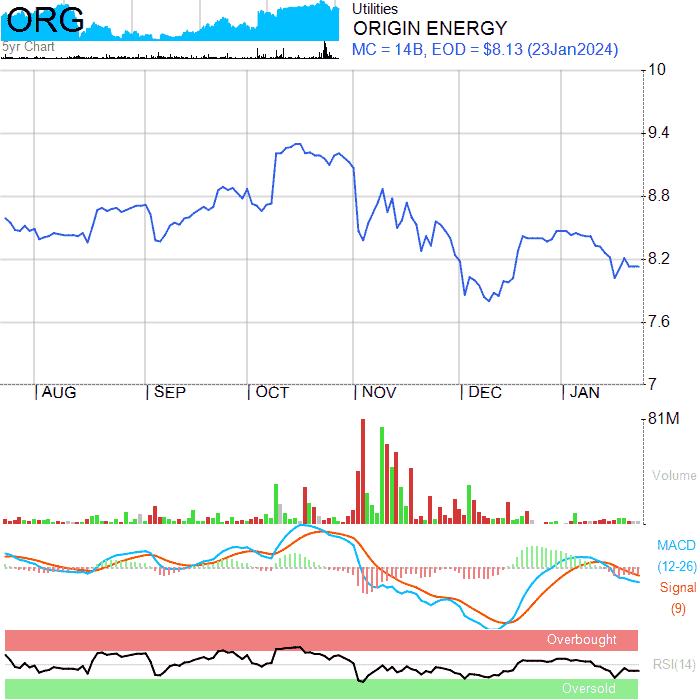 ORG
5yr Chart
Utilities
ORIGIN ENERGY
MC = 14B, EOD = $8.13 (23Jan2024)
10
9.4
8.8
8.2
7.6
7
AUG SEP OCT NOV DEC JAN
81M
Volume
MACD
(12-26)
Signal
(9)
Overbought
RSI(14)
Oversold